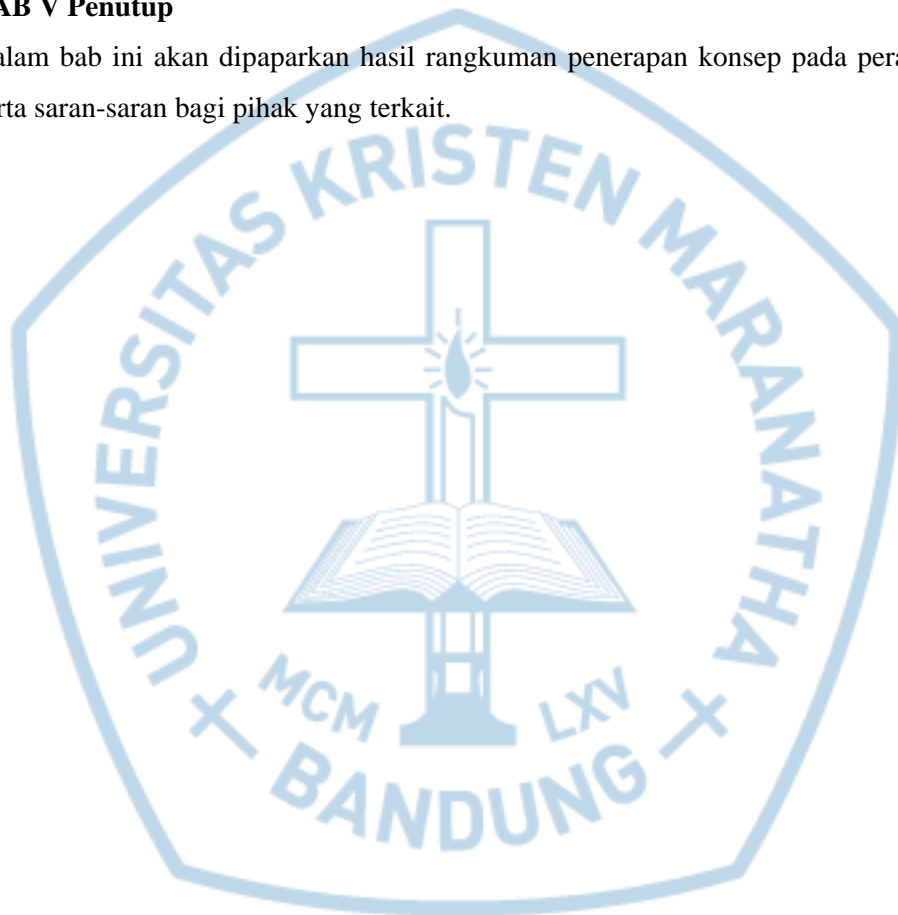 AB V Penutup
alam bab ini akan dipaparkan hasil rangkuman penerapan konsep pada pera
rta saran-saran bagi pihak yang terkait.
UNIVERSITAS KRISTEN MARANATHA
MCM LXV
BANDUNG